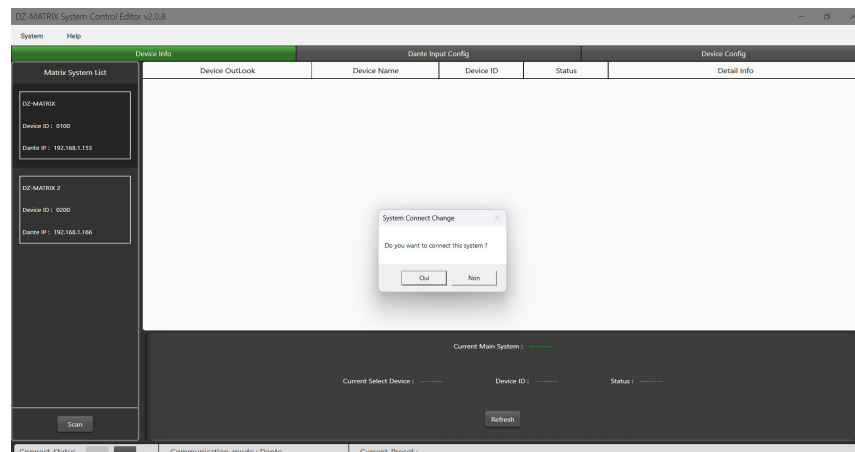 DZ-MATRIX System Control Editor v2.0.8
System Help
Device Info Dante Input Config Device Config
Matrix System List Device OutLook Device Name Device ID Status Detail Info
DZ-MATRIX
Device ID : 0100
Dante IP : 192.168.1.153
DZ-MATRIX 2
Device ID : 0200
Dante IP : 192.168.1.166
System Connect Change
Do you want to connect this system ?
Oui Non
Current Main System : --------
Current Select Device : -------- Device ID : -------- Status : --------
Scan Refresh
Connect Status Communication mode : Dante Current Preset :